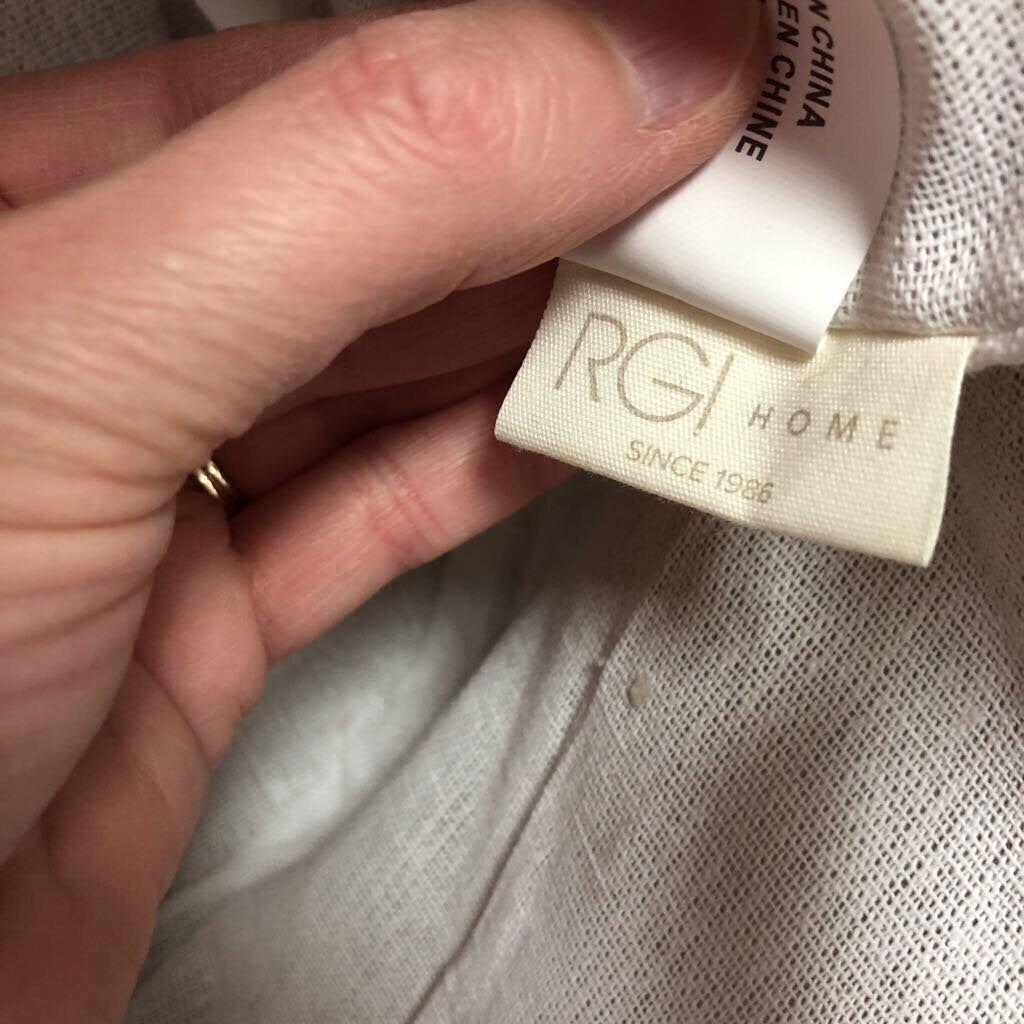 CHINA
EN CHINE
RGI HOME
SINCE 1986